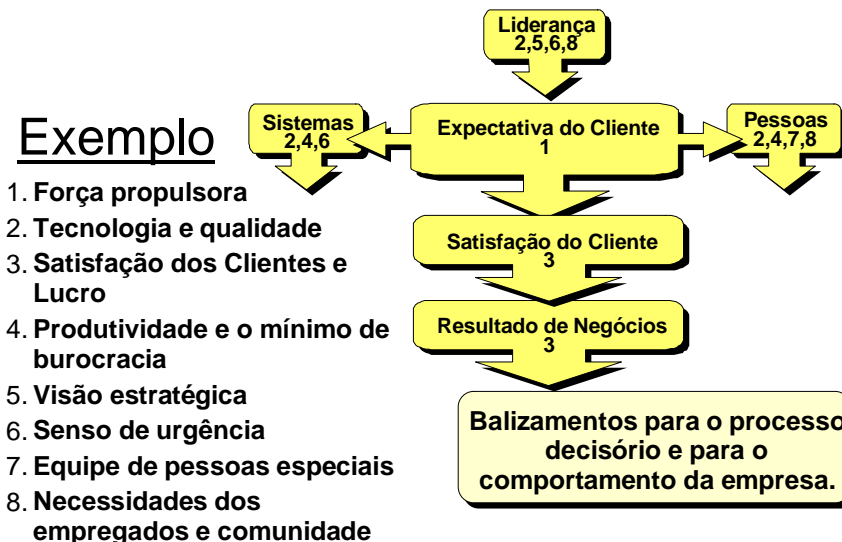 Liderança
2,5,6,8
Exemplo
Sistemas
2,4,6
Expectativa do Cliente
1
Pessoas
2,4,7,8
1. Força propulsora
2. Tecnologia e qualidade
3. Satisfação dos Clientes e
Lucro
4. Produtividade e o mínimo de
burocracia
5. Visão estratégica
6. Senso de urgência
7. Equipe de pessoas especiais
8. Necessidades dos
empregados e comunidade
Satisfação do Cliente
3
Resultado de Negócios
3
Balizamentos para o processo
decisório e para o
comportamento da empresa.